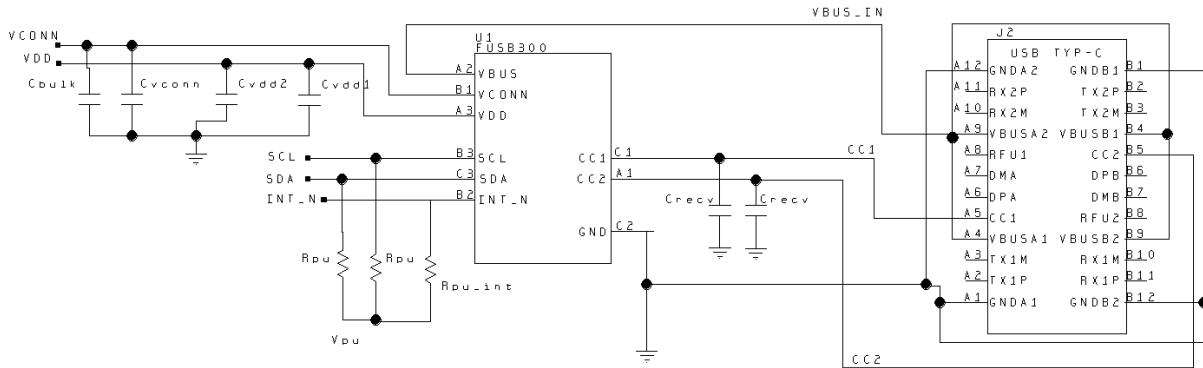 VBUS_IN
VCONN
VDD
Cbulk
Cvconn
Cvdd2
Cvdd1
U1
FUSB300
A2 VBUS
B1 VCONN
A3 VDD
SCL B3 SCL
SDA C3 SDA
INT_N B2 INT_N
CC1 C1 CC1
CC2 A1
GND C2
Crecv
Crecv
Rpu
Rpu
Rpu_int
Vpu
CC2
J2
USB TYP-C
A12 GNDA2 GNDB1 B1
A11 RX2P TX2P B2
A10 RX2M TX2M B3
A9 VBUSA2 VBUSB1 B4
A8 RFU1 CC2 B5
A7 DMA DPB B6
A6 DPA DMB B7
A5 CC1 RFU2 B8
A4 VBUSA1 VBUSB2 B9
A3 TX1M RX1M B10
A2 TX1P RX1P B11
A1 GNDA1 GNDB2 B12